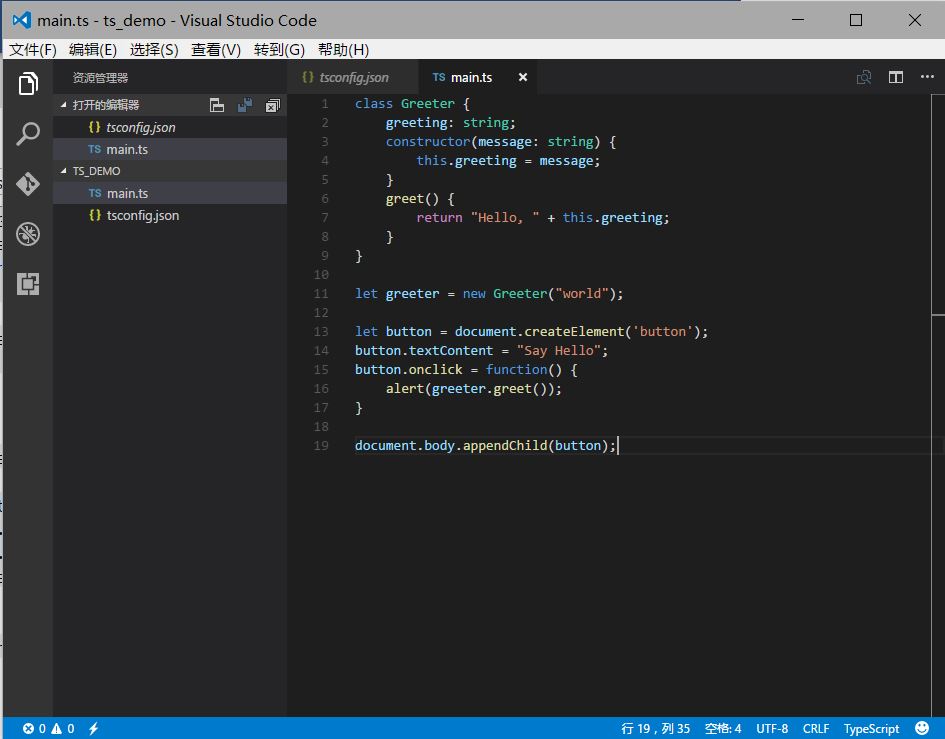 main.ts - ts_demo - Visual Studio Code
文件(F) 编辑(E) 选择(S) 查看(V) 转到(G) 帮助(H)
资源管理器
打开的编辑器
{} tsconfig.json
TS main.ts
TS_DEMO
TS main.ts
{} tsconfig.json
{} tsconfig.json TS main.ts
1 class Greeter {
2     greeting: string;
3     constructor(message: string) {
4         this.greeting = message;
5     }
6     greet() {
7         return "Hello, " + this.greeting;
8     }
9 }
10
11 let greeter = new Greeter("world");
12
13 let button = document.createElement('button');
14 button.textContent = "Say Hello";
15 button.onclick = function() {
16     alert(greeter.greet());
17 }
18
19 document.body.appendChild(button);
0 0 行 19，列 35 空格: 4 UTF-8 CRLF TypeScript